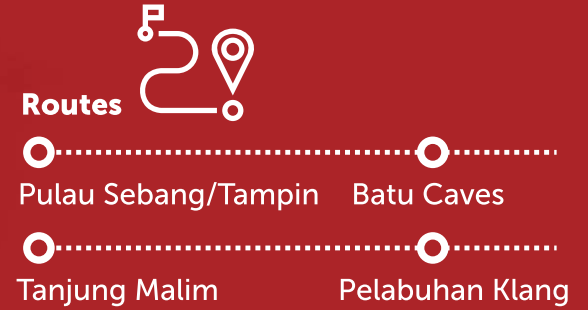 Routes
Pulau Sebang/Tampin Batu Caves
Tanjung Malim Pelabuhan Klang